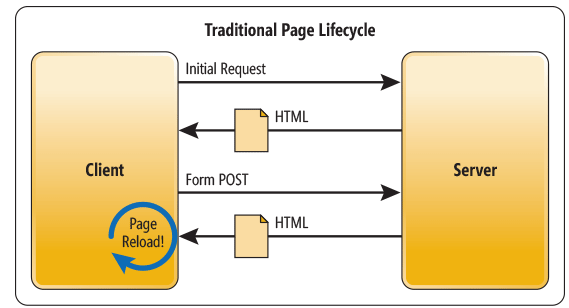 Traditional Page Lifecycle
Initial Request
HTML
Client
Server
Form POST
Page
Reload!
HTML